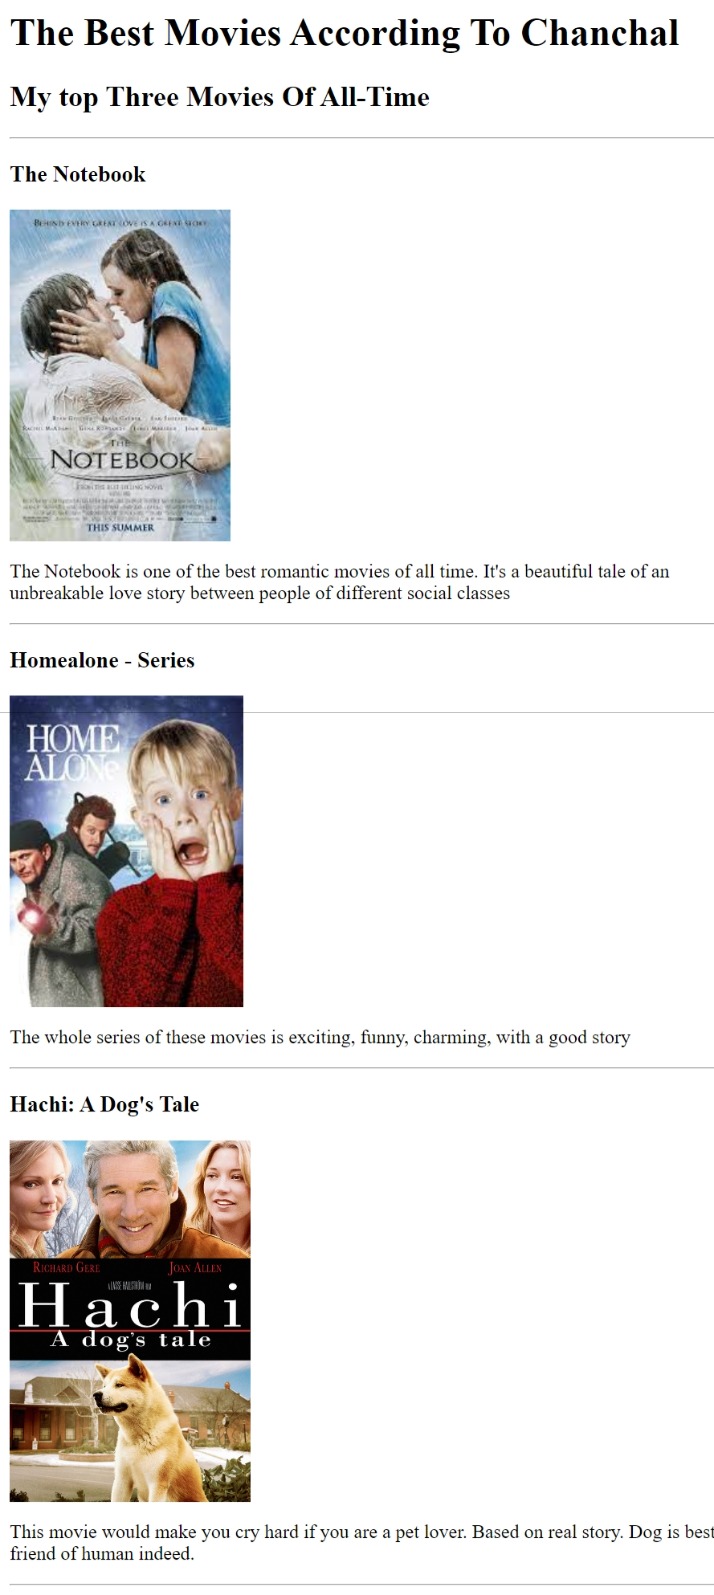 The Best Movies According To Chanchal
My top Three Movies Of All-Time
The Notebook
BEHIND EVERY GREAT LOVE IS A GREAT STORY
THE
NOTEBOOK
FROM THE BEST-SELLING NOVEL
THIS SUMMER
The Notebook is one of the best romantic movies of all time. It's a beautiful tale of an
unbreakable love story between people of different social classes
Homealone - Series
HOME
ALONe
The whole series of these movies is exciting, funny, charming, with a good story
Hachi: A Dog's Tale
RICHARD GERE JOAN ALLEN
Hachi
A dog's tale
This movie would make you cry hard if you are a pet lover. Based on real story. Dog is best
friend of human indeed.